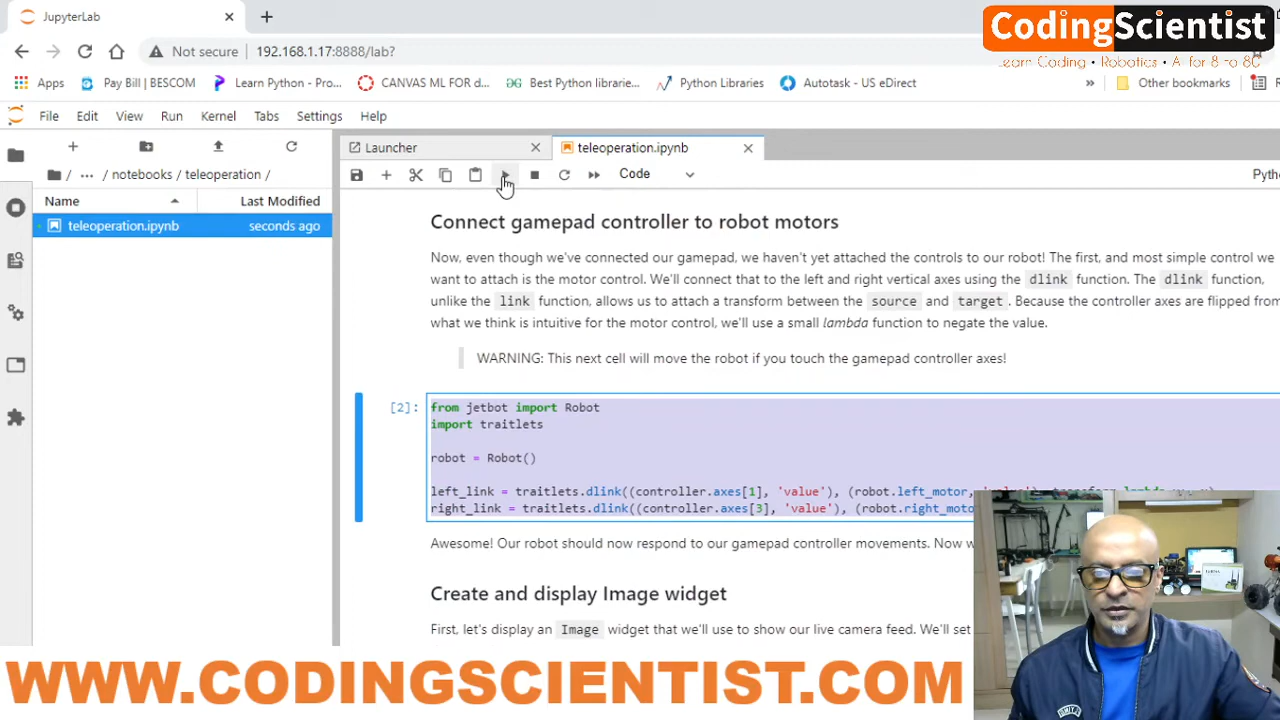 JupyterLab
CodingScientist
Learn Coding • Robotics • AI for 8 to 80
Not secure 192.168.1.17:8888/lab?
Apps Pay Bill | BESCOM Learn Python - Pro... CANVAS ML FOR d... Best Python librarie... Python Libraries Autotask - US eDirect » Other bookmarks
File Edit View Run Kernel Tabs Settings Help
Launcher teleoperation.ipynb
/ ... / notebooks / teleoperation / Code
Name Last Modified
teleoperation.ipynb seconds ago
Connect gamepad controller to robot motors
Now, even though we've connected our gamepad, we haven't yet attached the controls to our robot! The first, and most simple control we
want to attach is the motor control. We'll connect that to the left and right vertical axes using the dlink function. The dlink function,
unlike the link function, allows us to attach a transform between the source and target . Because the controller axes are flipped from
what we think is intuitive for the motor control, we'll use a small lambda function to negate the value.
WARNING: This next cell will move the robot if you touch the gamepad controller axes!
[2]: from jetbot import Robot
import traitlets
robot = Robot()
left_link = traitlets.dlink((controller.axes[1], 'value'), (robot.left_motor,
right_link = traitlets.dlink((controller.axes[3], 'value'), (robot.right_moto
Awesome! Our robot should now respond to our gamepad controller movements. Now
Create and display Image widget
First, let's display an Image widget that we'll use to show our live camera feed. We'll set
WWW.CODINGSCIENTIST.COM